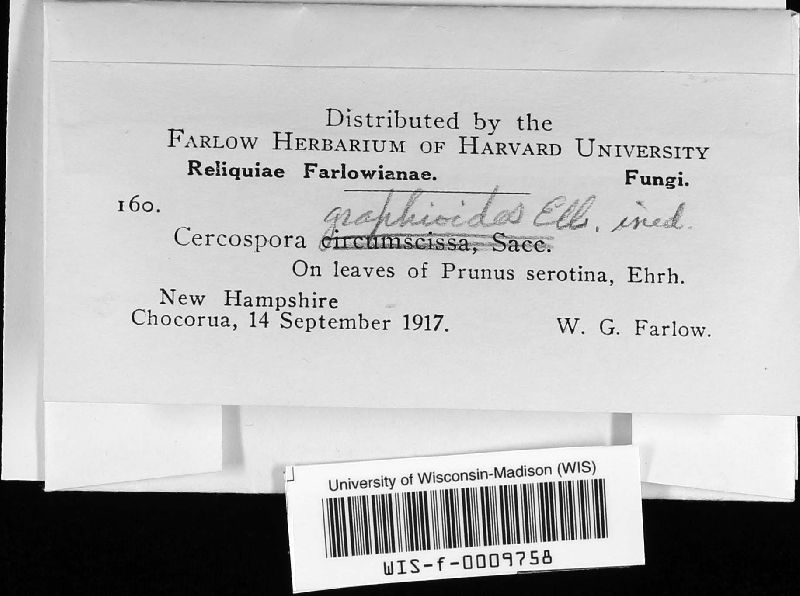 Distributed by the
FARLOW HERBARIUM OF HARVARD UNIVERSITY
Reliquiae Farlowianae. Fungi.
160. graphioides Ell. ined.
Cercospora circumscissa, Sacc.
On leaves of Prunus serotina, Ehrh.
New Hampshire
Chocorua, 14 September 1917. W. G. Farlow.
University of Wisconsin-Madison (WIS)
WIS-f-0009758